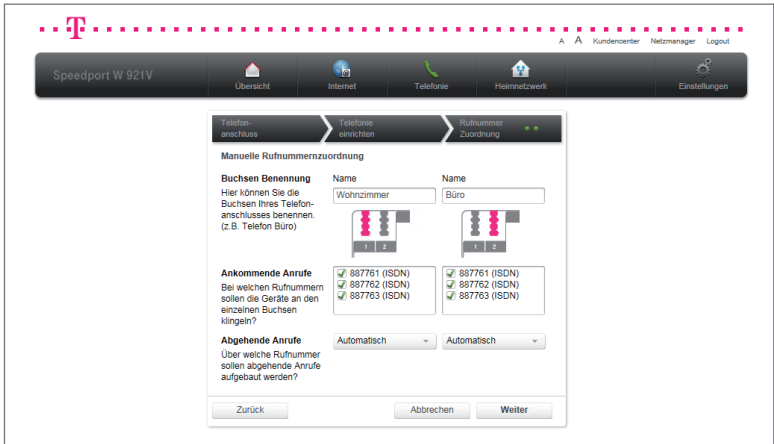 T
A A Kundencenter Netzmanager Logout
Speedport W 921V
Übersicht Internet Telefonie Heimnetzwerk Einstellungen
Telefon-
anschluss
Telefonie
einrichten
Rufnummer
Zuordnung
Manuelle Rufnummernzuordnung
Buchsen Benennung Name Name
Hier können Sie die
Buchsen Ihres Telefon-
anschlusses benennen.
(z.B. Telefon Büro)
Wohnzimmer Büro
1 2 1 2
Ankommende Anrufe
Bei welchen Rufnummern
sollen die Geräte an den
einzelnen Buchsen
klingeln?
887761 (ISDN) 887761 (ISDN)
887762 (ISDN) 887762 (ISDN)
887763 (ISDN) 887763 (ISDN)
Abgehende Anrufe Automatisch Automatisch
Über welche Rufnummer
sollen abgehende Anrufe
aufgebaut werden?
Zurück Abbrechen Weiter